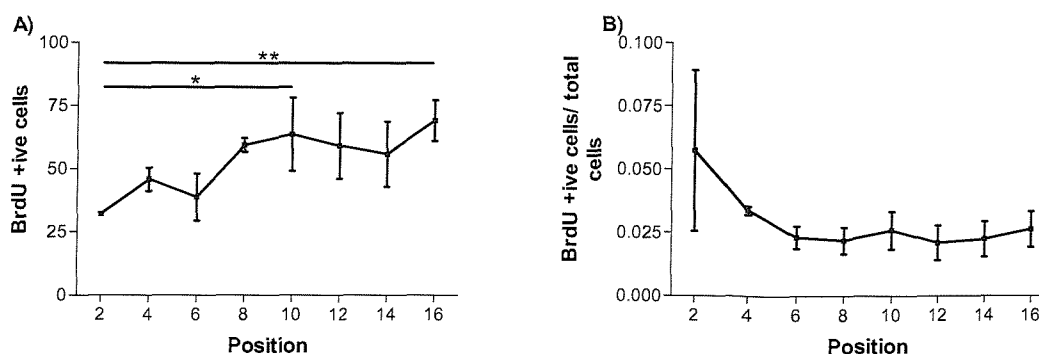 A)
BrdU +ive cells
100
75
50
25
0
**
*
2 4 6 8 10 12 14 16
Position
B)
BrdU +ive cells/ total
cells
0.100
0.075
0.050
0.025
0.000
2 4 6 8 10 12 14 16
Position